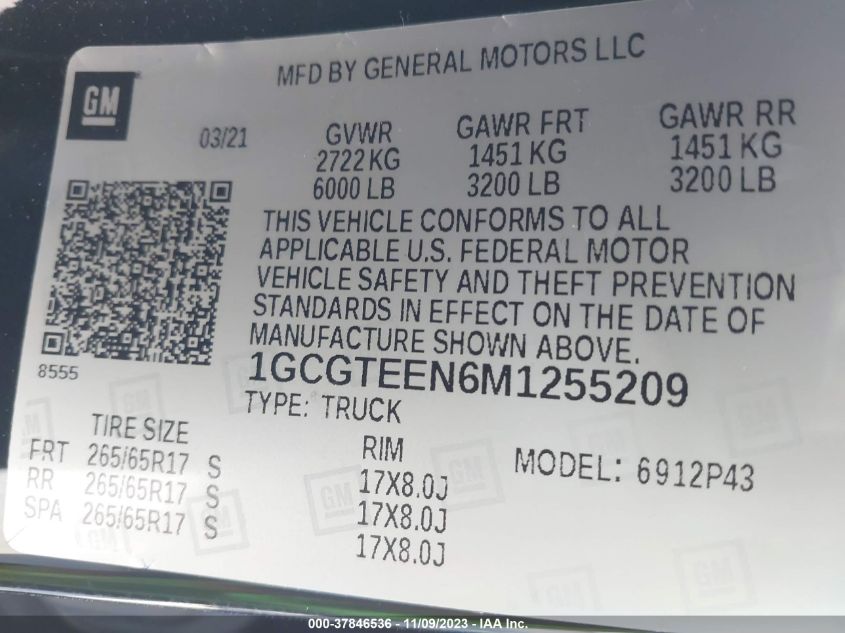 GM
MFD BY GENERAL MOTORS LLC
03/21
GVWR GAWR FRT GAWR RR
2722 KG 1451 KG 1451 KG
6000 LB 3200 LB 3200 LB
THIS VEHICLE CONFORMS TO ALL
APPLICABLE U.S. FEDERAL MOTOR
VEHICLE SAFETY AND THEFT PREVENTION
STANDARDS IN EFFECT ON THE DATE OF
MANUFACTURE SHOWN ABOVE.
8555
1GCGTEEN6M1255209
TYPE: TRUCK
TIRE SIZE RIM MODEL: 6912P43
FRT 265/65R17 S 17X8.0J
RR 265/65R17 S 17X8.0J
SPA 265/65R17 S 17X8.0J
000-37846536 - 11/09/2023 - IAA Inc.